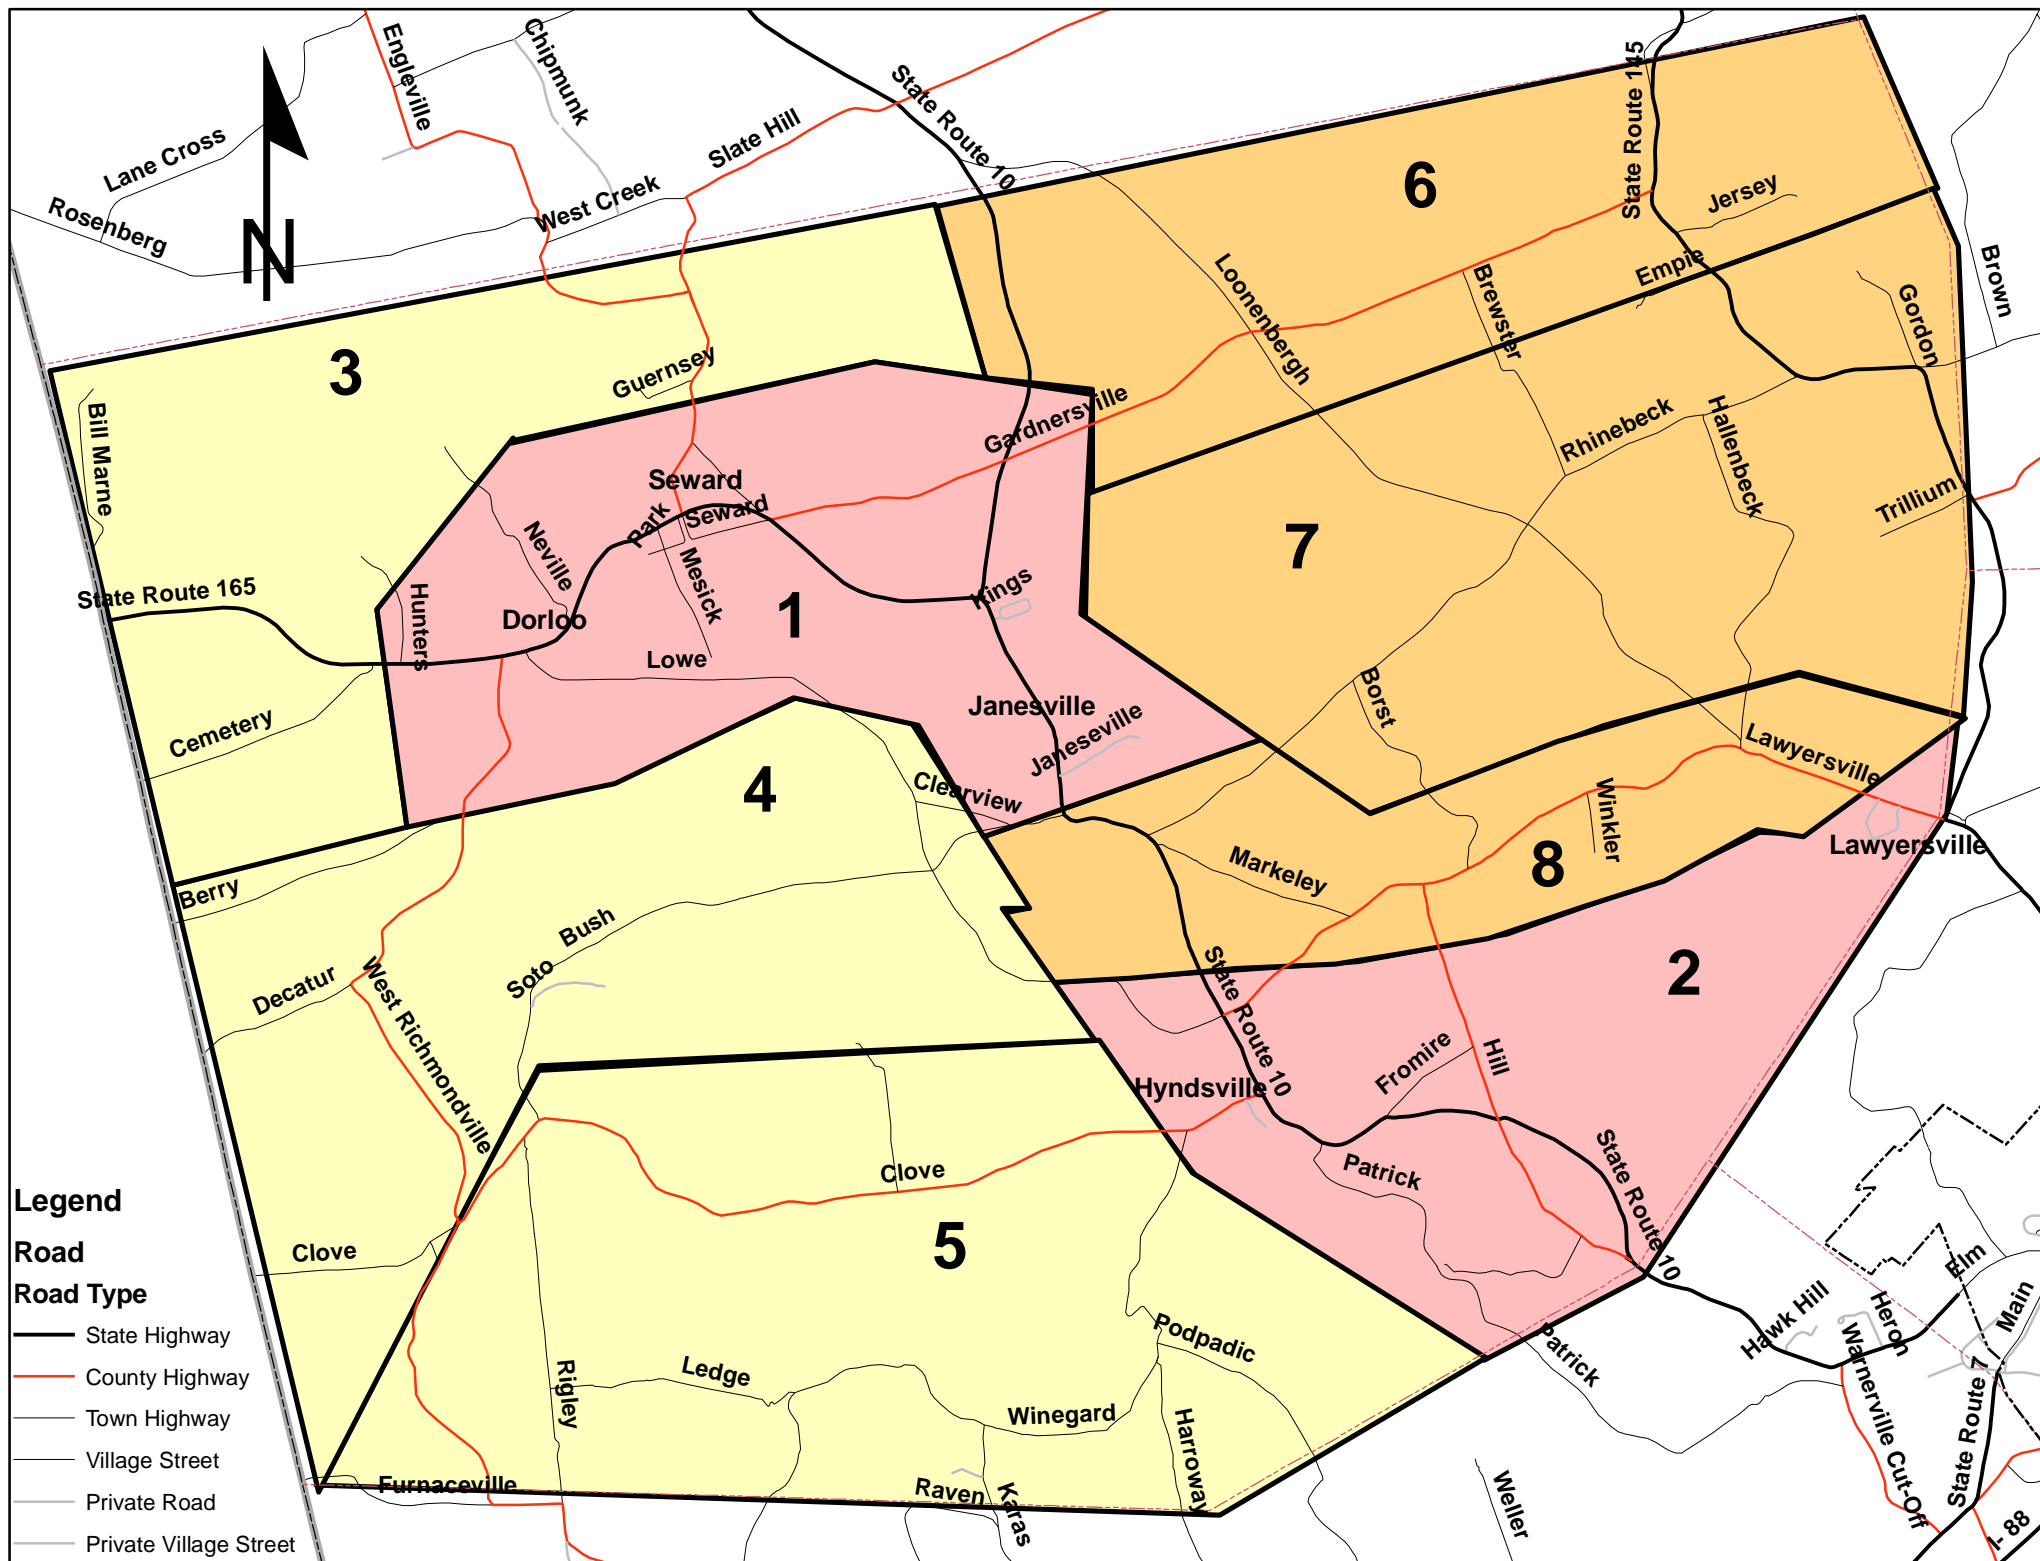 Engleville
Chipmunk
State Route 10
State Route 145
Lane Cross
Slate Hill
Rosenberg
West Creek
N
6
Jersey
Empie
Brown
Loonenbergh
Brewster
Gordon
3
Guernsey
Bill Marne
Gardnersville
Rhinebeck
Hallenbeck
Trillium
Seward
Seward
Park
Neville
Mesick
7
State Route 165
Hunters
Dorloo
1
Kings
Lowe
Janesville
Janeseville
Borst
Cemetery
Lawyersville
4
Clearview
Winkler
Lawyersville
Markeley
8
Berry
Bush
Soto
Decatur
West Richmondville
State Route 10
2
Hyndsville
Fromire
Hill
Patrick
State Route 10
Clove
Clove
5
Elm
Main
Heron
Hawk Hill
Podpadic
Patrick
Warnerville Cut-Off
State Route 7
Ledge
Rigley
Winegard
Harroway
Furnaceville
Raven
Karas
Weller
I- 88
Legend
Road
Road Type
State Highway
County Highway
Town Highway
Village Street
Private Road
Private Village Street